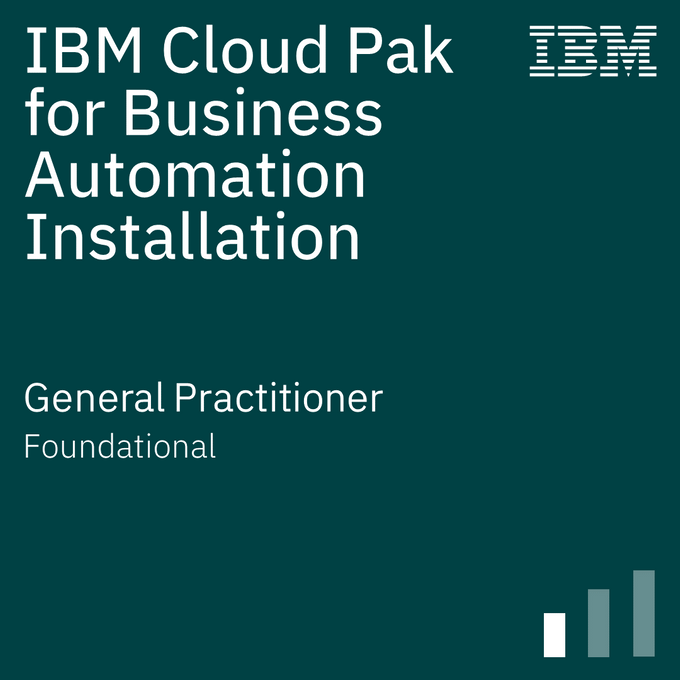 IBM Cloud Pak
for Business
Automation
Installation
IBM
General Practitioner
Foundational